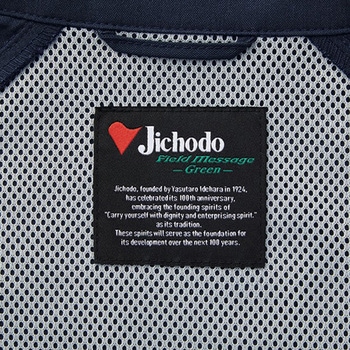 Jichodo
Field Message
– Green –
Jichodo, founded by Yasutaro Idehara in 1924,
has celebrated its 100th anniversary,
embracing the founding spirits of
"Carry yourself with dignity and enterprising spirit."
as its tradition.
These spirits will serve as the foundation for
its development over the next 100 years.